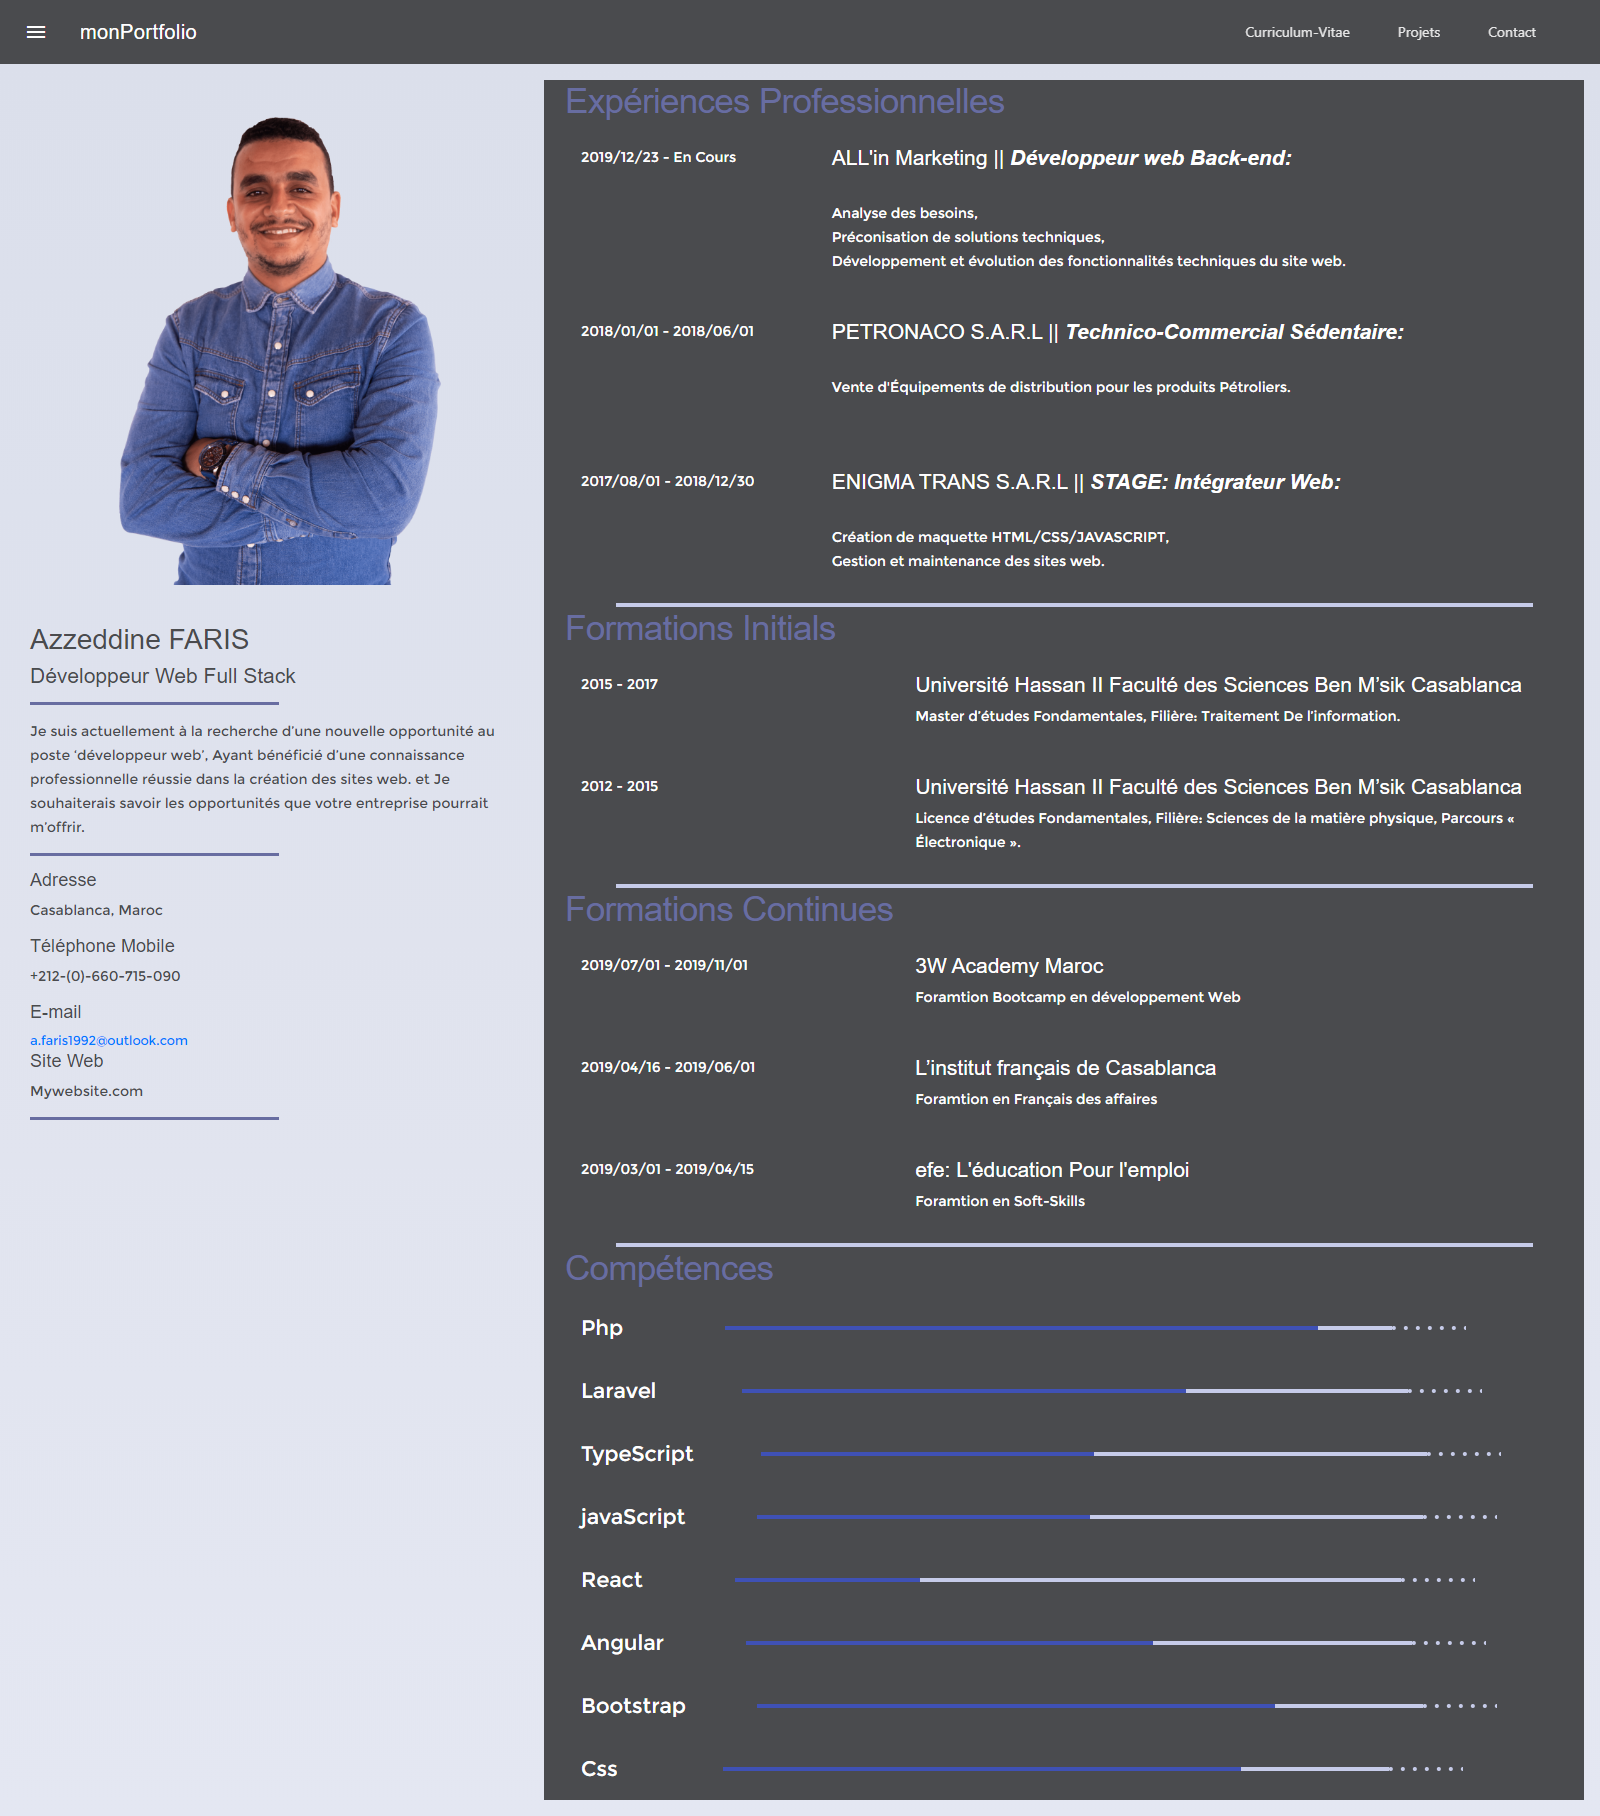 monPortfolio
Curriculum-Vitae
Projets
Contact
Azzeddine FARIS
Développeur Web Full Stack
Je suis actuellement à la recherche d’une nouvelle opportunité au
poste ‘développeur web’, Ayant bénéficié d’une connaissance
professionnelle réussie dans la création des sites web. et Je
souhaiterais savoir les opportunités que votre entreprise pourrait
m’offrir.
Adresse
Casablanca, Maroc
Téléphone Mobile
+212-(0)-660-715-090
E-mail
a.faris1992@outlook.com
Site Web
Mywebsite.com
Expériences Professionnelles
2019/12/23 - En Cours
ALL'in Marketing || Développeur web Back-end:
Analyse des besoins,
Préconisation de solutions techniques,
Développement et évolution des fonctionnalités techniques du site web.
2018/01/01 - 2018/06/01
PETRONACO S.A.R.L || Technico-Commercial Sédentaire:
Vente d'Équipements de distribution pour les produits Pétroliers.
2017/08/01 - 2018/12/30
ENIGMA TRANS S.A.R.L || STAGE: Intégrateur Web:
Création de maquette HTML/CSS/JAVASCRIPT,
Gestion et maintenance des sites web.
Formations Initials
2015 - 2017
Université Hassan II Faculté des Sciences Ben M’sik Casablanca
Master d’études Fondamentales, Filière: Traitement De l’information.
2012 - 2015
Université Hassan II Faculté des Sciences Ben M’sik Casablanca
Licence d’études Fondamentales, Filière: Sciences de la matière physique, Parcours «
Électronique ».
Formations Continues
2019/07/01 - 2019/11/01
3W Academy Maroc
Foramtion Bootcamp en développement Web
2019/04/16 - 2019/06/01
L’institut français de Casablanca
Foramtion en Français des affaires
2019/03/01 - 2019/04/15
efe: L'éducation Pour l'emploi
Foramtion en Soft-Skills
Compétences
Php
Laravel
TypeScript
javaScript
React
Angular
Bootstrap
Css